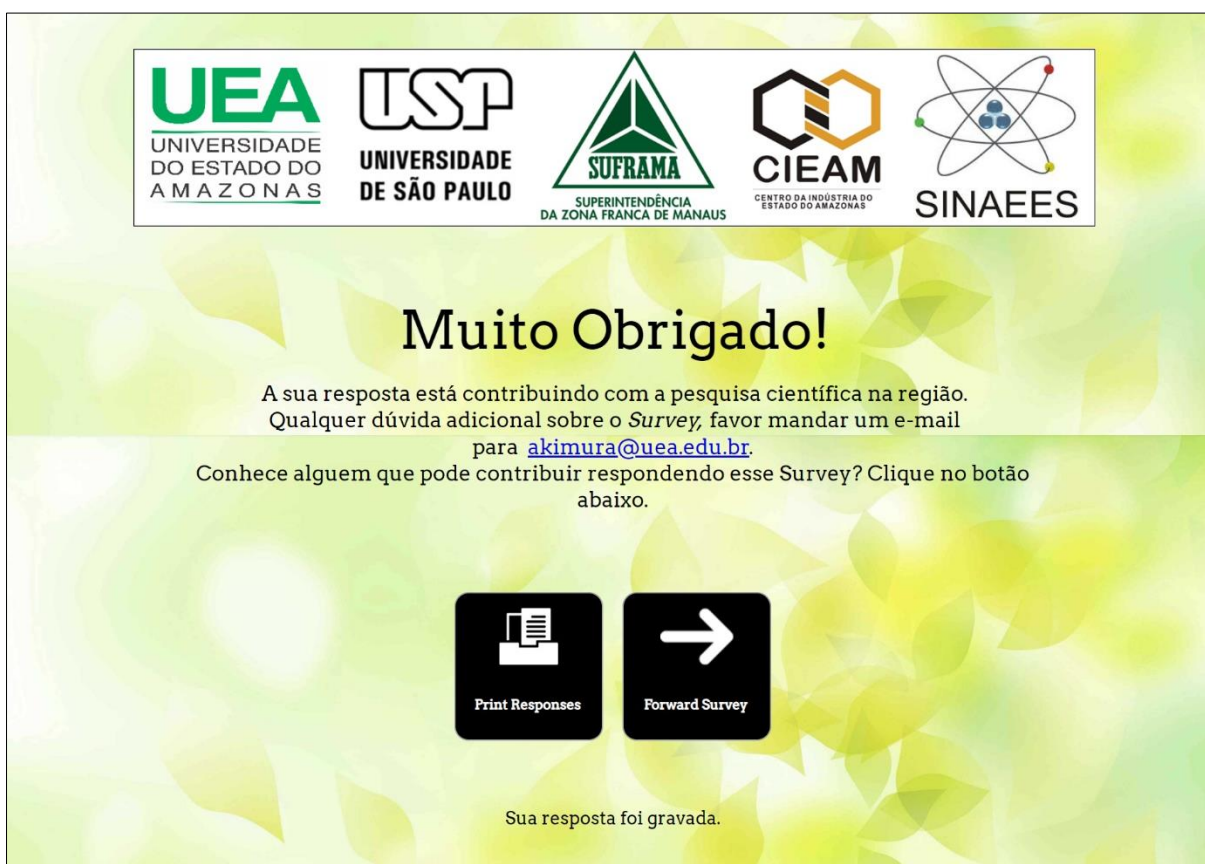 UEA
UNIVERSIDADE
DO ESTADO DO
AMAZONAS
USP
UNIVERSIDADE
DE SÃO PAULO
SUFRAMA
SUPERINTENDÊNCIA
DA ZONA FRANCA DE MANAUS
CIEAM
CENTRO DA INDÚSTRIA DO
ESTADO DO AMAZONAS
SINAEES
Muito Obrigado!
A sua resposta está contribuindo com a pesquisa científica na região.
Qualquer dúvida adicional sobre o Survey, favor mandar um e-mail
para akimura@uea.edu.br.
Conhece alguem que pode contribuir respondendo esse Survey? Clique no botão
abaixo.
Print Responses
Forward Survey
Sua resposta foi gravada.